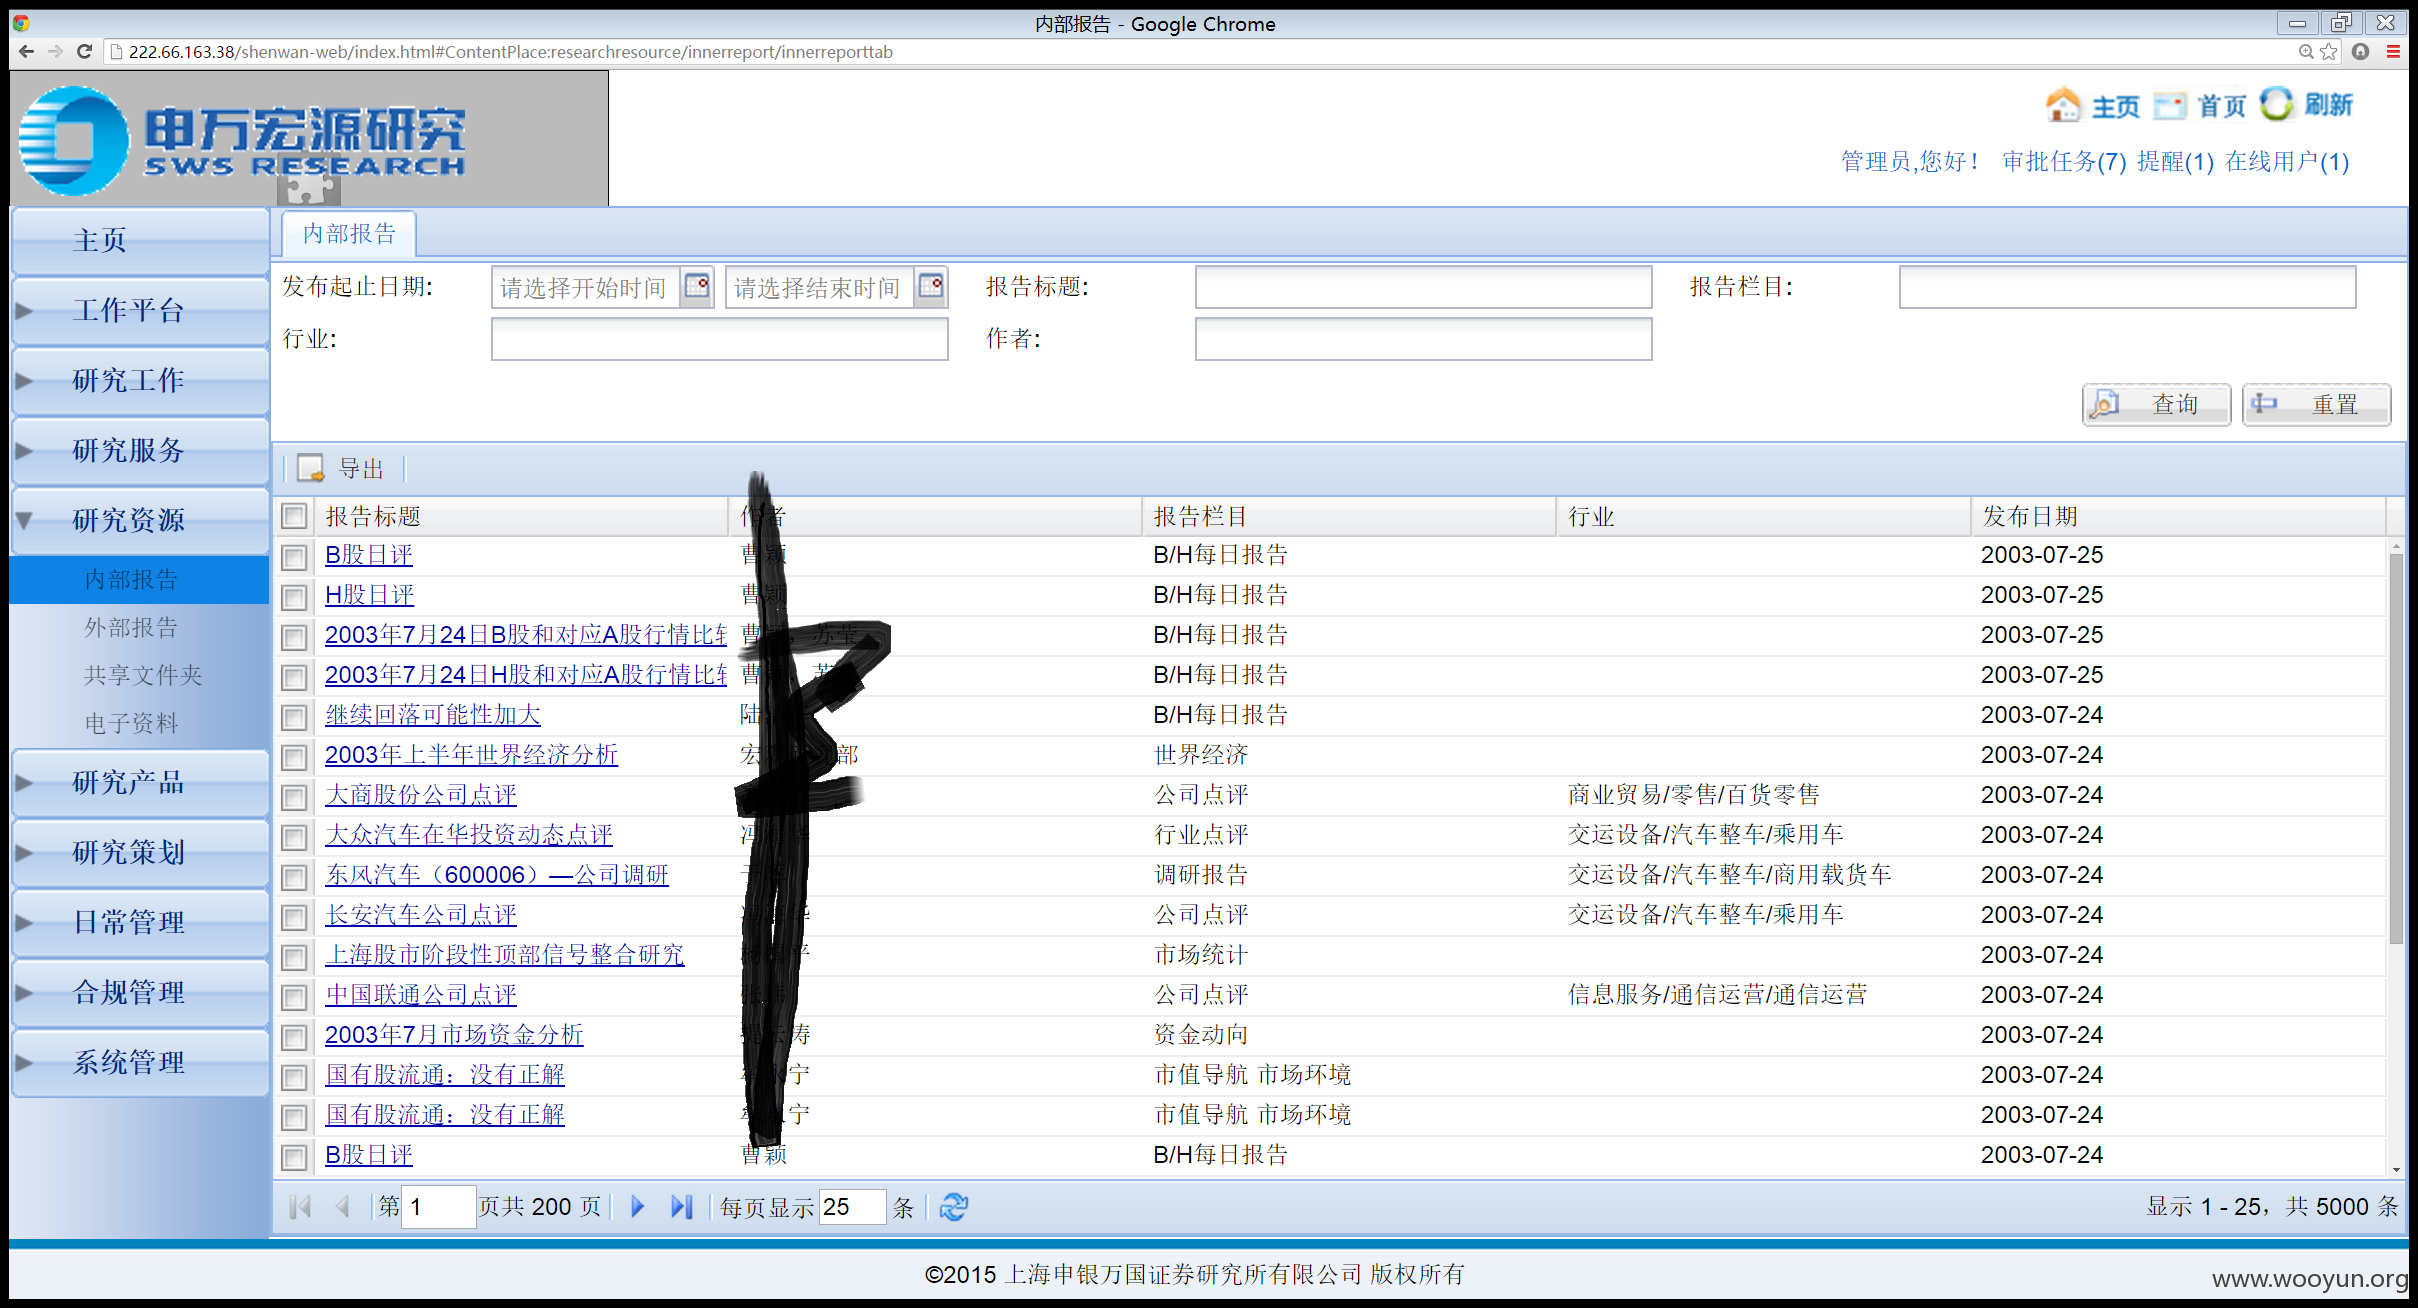 内部报告 - Google Chrome
222.66.163.38/shenwan-web/index.html#ContentPlace:researchresource/innerreport/innerreporttab
申万宏源研究
SWS RESEARCH
主页 首页 刷新
管理员,您好! 审批任务(7) 提醒(1) 在线用户(1)
主页
工作平台
研究工作
研究服务
研究资源
内部报告
外部报告
共享文件夹
电子资料
研究产品
研究策划
日常管理
合规管理
系统管理
内部报告
发布起止日期: 请选择开始时间 请选择结束时间 报告标题: 报告栏目:
行业: 作者:
查询 重置
导出
报告标题 作者 报告栏目 行业 发布日期
B股日评 曹颖 B/H每日报告 2003-07-25
H股日评 曹颖 B/H每日报告 2003-07-25
2003年7月24日B股和对应A股行情比较 曹 苏莹 B/H每日报告 2003-07-25
2003年7月24日H股和对应A股行情比较 曹 苏 B/H每日报告 2003-07-25
继续回落可能性加大 陆 B/H每日报告 2003-07-24
2003年上半年世界经济分析 宏 部 世界经济 2003-07-24
大商股份公司点评 公司点评 商业贸易/零售/百货零售 2003-07-24
大众汽车在华投资动态点评 冯 华 行业点评 交运设备/汽车整车/乘用车 2003-07-24
东风汽车（600006）—公司调研 调研报告 交运设备/汽车整车/商用载货车 2003-07-24
长安汽车公司点评 华 公司点评 交运设备/汽车整车/乘用车 2003-07-24
上海股市阶段性顶部信号整合研究 杨 平 市场统计 2003-07-24
中国联通公司点评 张 公司点评 信息服务/通信运营/通信运营 2003-07-24
2003年7月市场资金分析 涛 资金动向 2003-07-24
国有股流通：没有正解 宁 市值导航 市场环境 2003-07-24
国有股流通：没有正解 宁 市值导航 市场环境 2003-07-24
B股日评 曹颖 B/H每日报告 2003-07-24
第 1 页共 200 页 每页显示 25 条 显示 1 - 25，共 5000 条
©2015 上海申银万国证券研究所有限公司 版权所有
www.wooyun.org